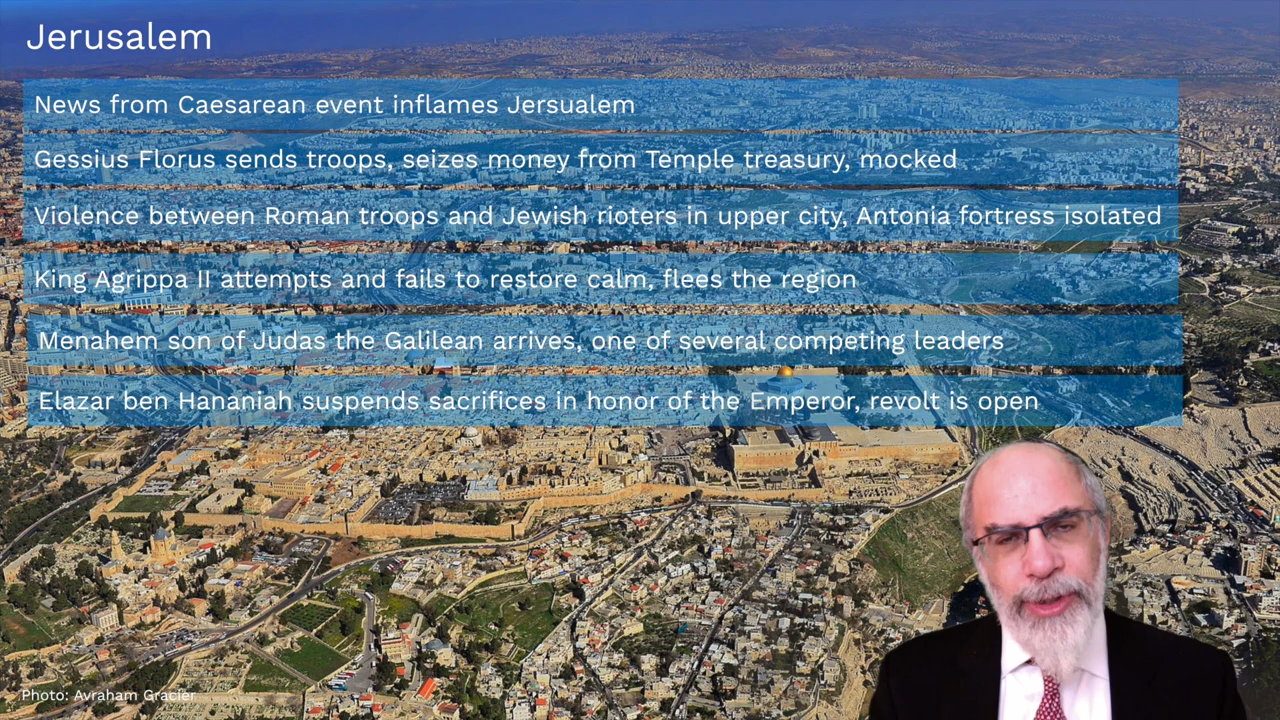 Jerusalem
News from Caesarean event inflames Jersualem
Gessius Florus sends troops, seizes money from Temple treasury, mocked
Violence between Roman troops and Jewish rioters in upper city, Antonia fortress isolated
King Agrippa II attempts and fails to restore calm, flees the region
Menahem son of Judas the Galilean arrives, one of several competing leaders
Elazar ben Hananiah suspends sacrifices in honor of the Emperor, revolt is open
Photo: Avraham Gracier